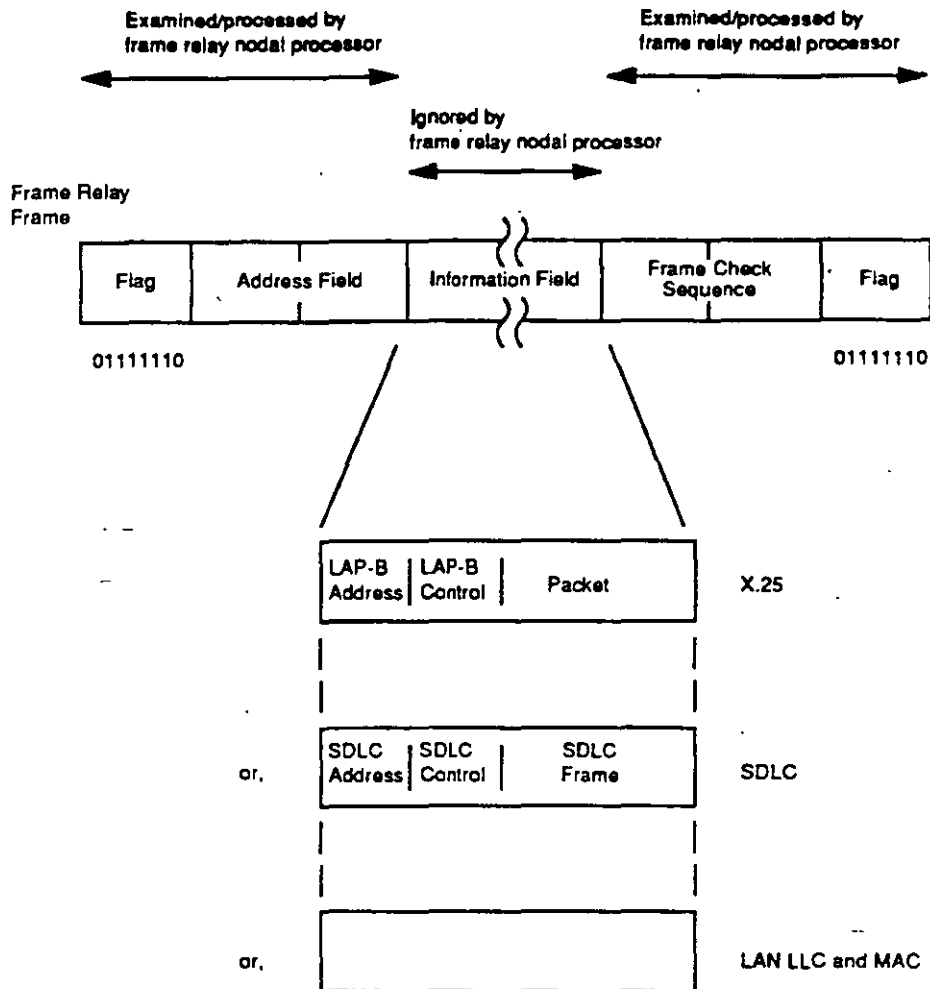 Examined/processed by
frame relay nodal processor
Examined/processed by
frame relay nodal processor
Ignored by
frame relay nodal processor
Frame Relay
Frame
Flag
Address Field
Information Field
Frame Check
Sequence
Flag
01111110
01111110
LAP-B
Address
LAP-B
Control
Packet
X.25
or,
SDLC
Address
SDLC
Control
SDLC
Frame
SDLC
or,
LAN LLC and MAC